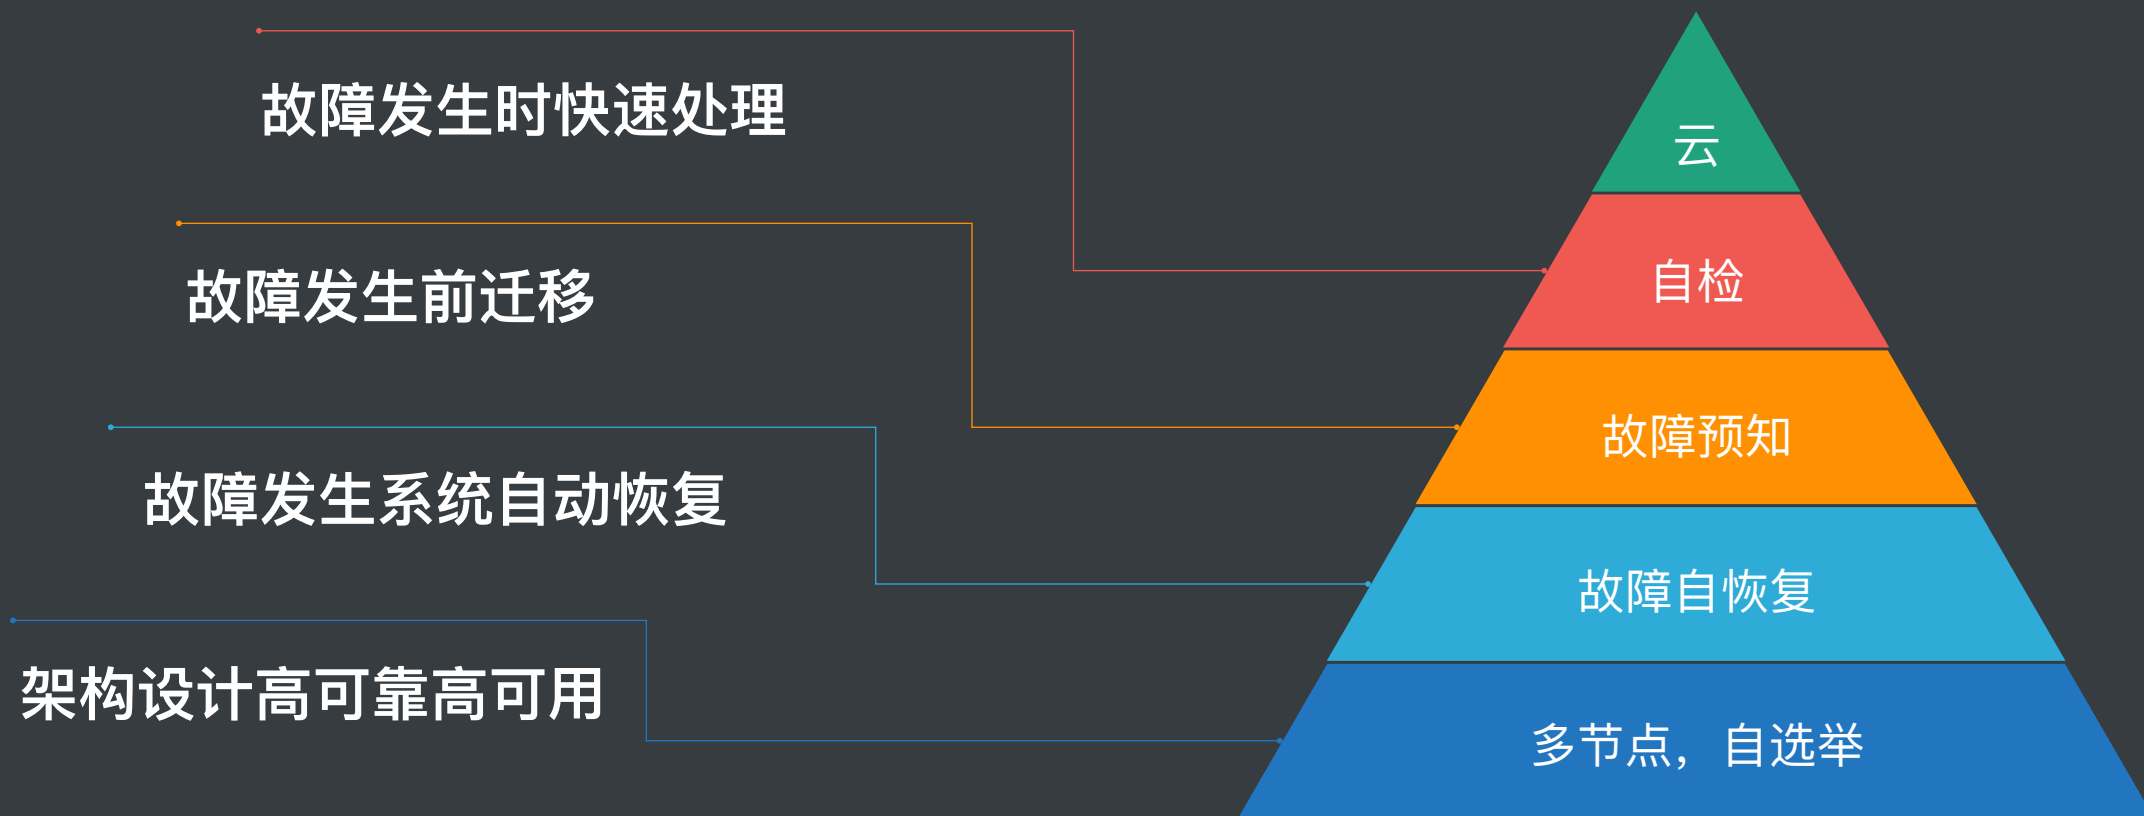 故障发生时快速处理
故障发生前迁移
故障发生系统自动恢复
架构设计高可靠高可用
云
自检
故障预知
故障自恢复
多节点，自选举